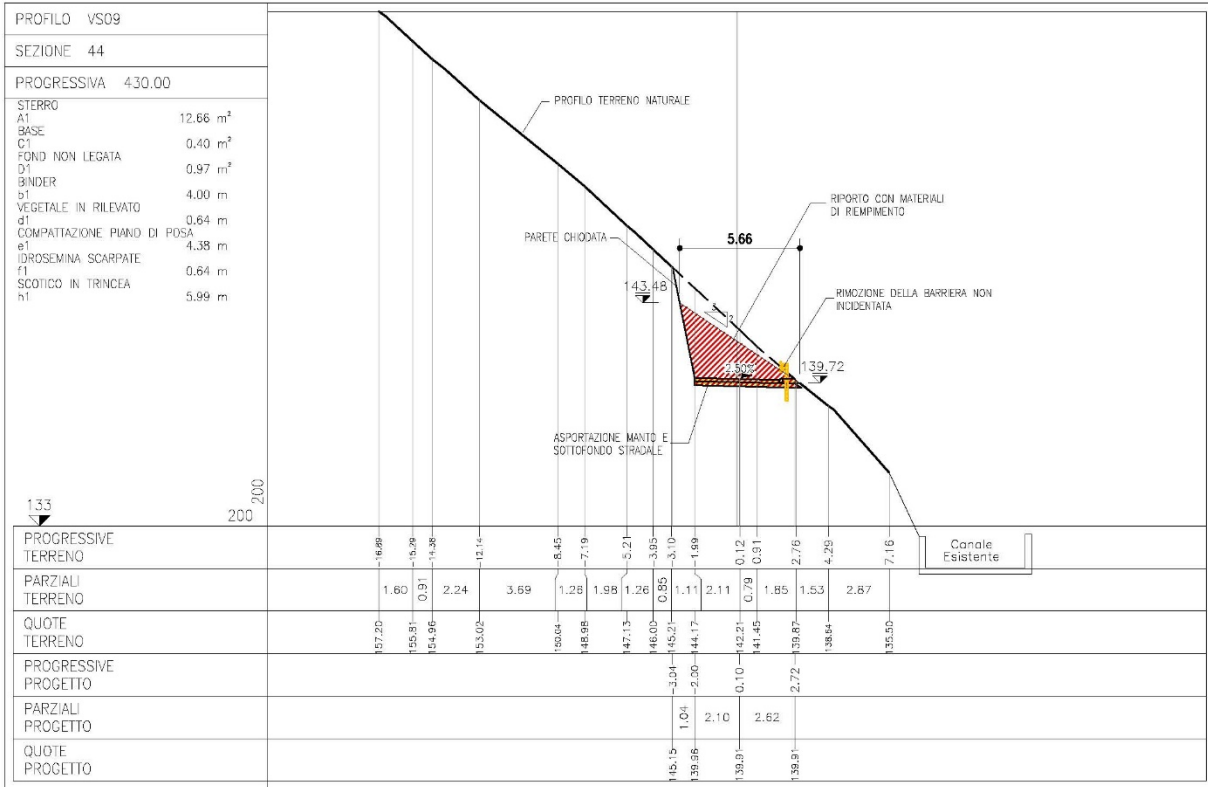 PROFILO VS09
SEZIONE 44
PROGRESSIVA 430.00
STERRO
A1 12.66 m²
BASE
C1 0.40 m²
FOND NON LEGATA
D1 0.97 m²
BINDER
b1 4.00 m
VEGETALE IN RILEVATO
d1 0.64 m
COMPATTAZIONE PIANO DI POSA
e1 4.38 m
IDROSEMINA SCARPATE
f1 0.64 m
SCOTICO IN TRINCEA
h1 5.99 m
PROFILO TERRENO NATURALE
RIPORTO CON MATERIALI
DI RIEMPIMENTO
PARETE CHIODATA
5.66
143.48
RIMOZIONE DELLA BARRIERA NON
INCIDENTATA
2
2.50%
139.72
ASPORTAZIONE MANTO E
SOTTOFONDO STRADALE
133
200
200
Canale
Esistente
PROGRESSIVE
TERRENO
-16.89 -15.29 -14.38 -12.14 -8.45 -7.19 -5.21 -3.95 -3.10 -1.99 0.12 0.91 2.76 4.29 7.16
PARZIALI
TERRENO
1.60 0.91 2.24 3.69 1.26 1.98 1.26 0.85 1.11 2.11 0.79 1.85 1.53 2.87
QUOTE
TERRENO
157.20 155.81 154.96 153.02 150.04 148.98 147.13 146.00 145.21 144.17 142.21 141.45 139.87 138.64 135.50
PROGRESSIVE
PROGETTO
-3.04 -2.00 0.10 2.72
PARZIALI
PROGETTO
1.04 2.10 2.62
QUOTE
PROGETTO
145.15 139.96 139.91 139.91